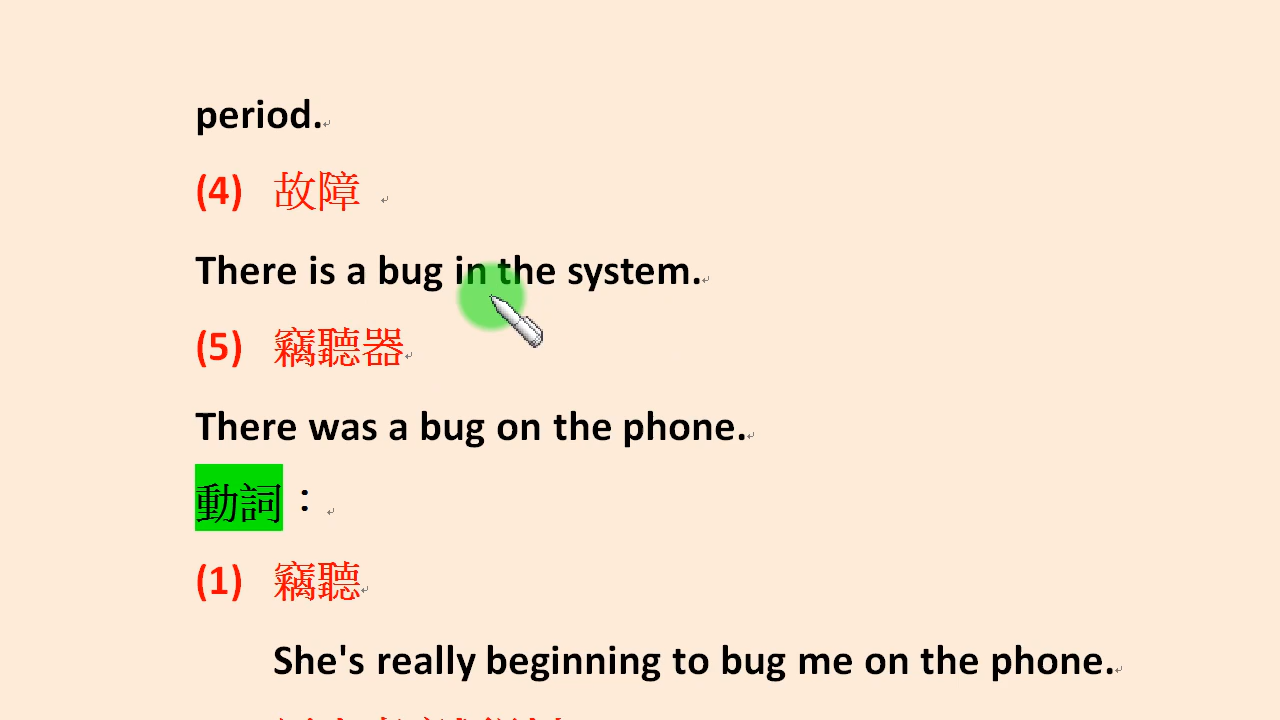 period.
(4) 故障
There is a bug in the system.
(5) 竊聽器
There was a bug on the phone.
動詞：
(1) 竊聽
She's really beginning to bug me on the phone.